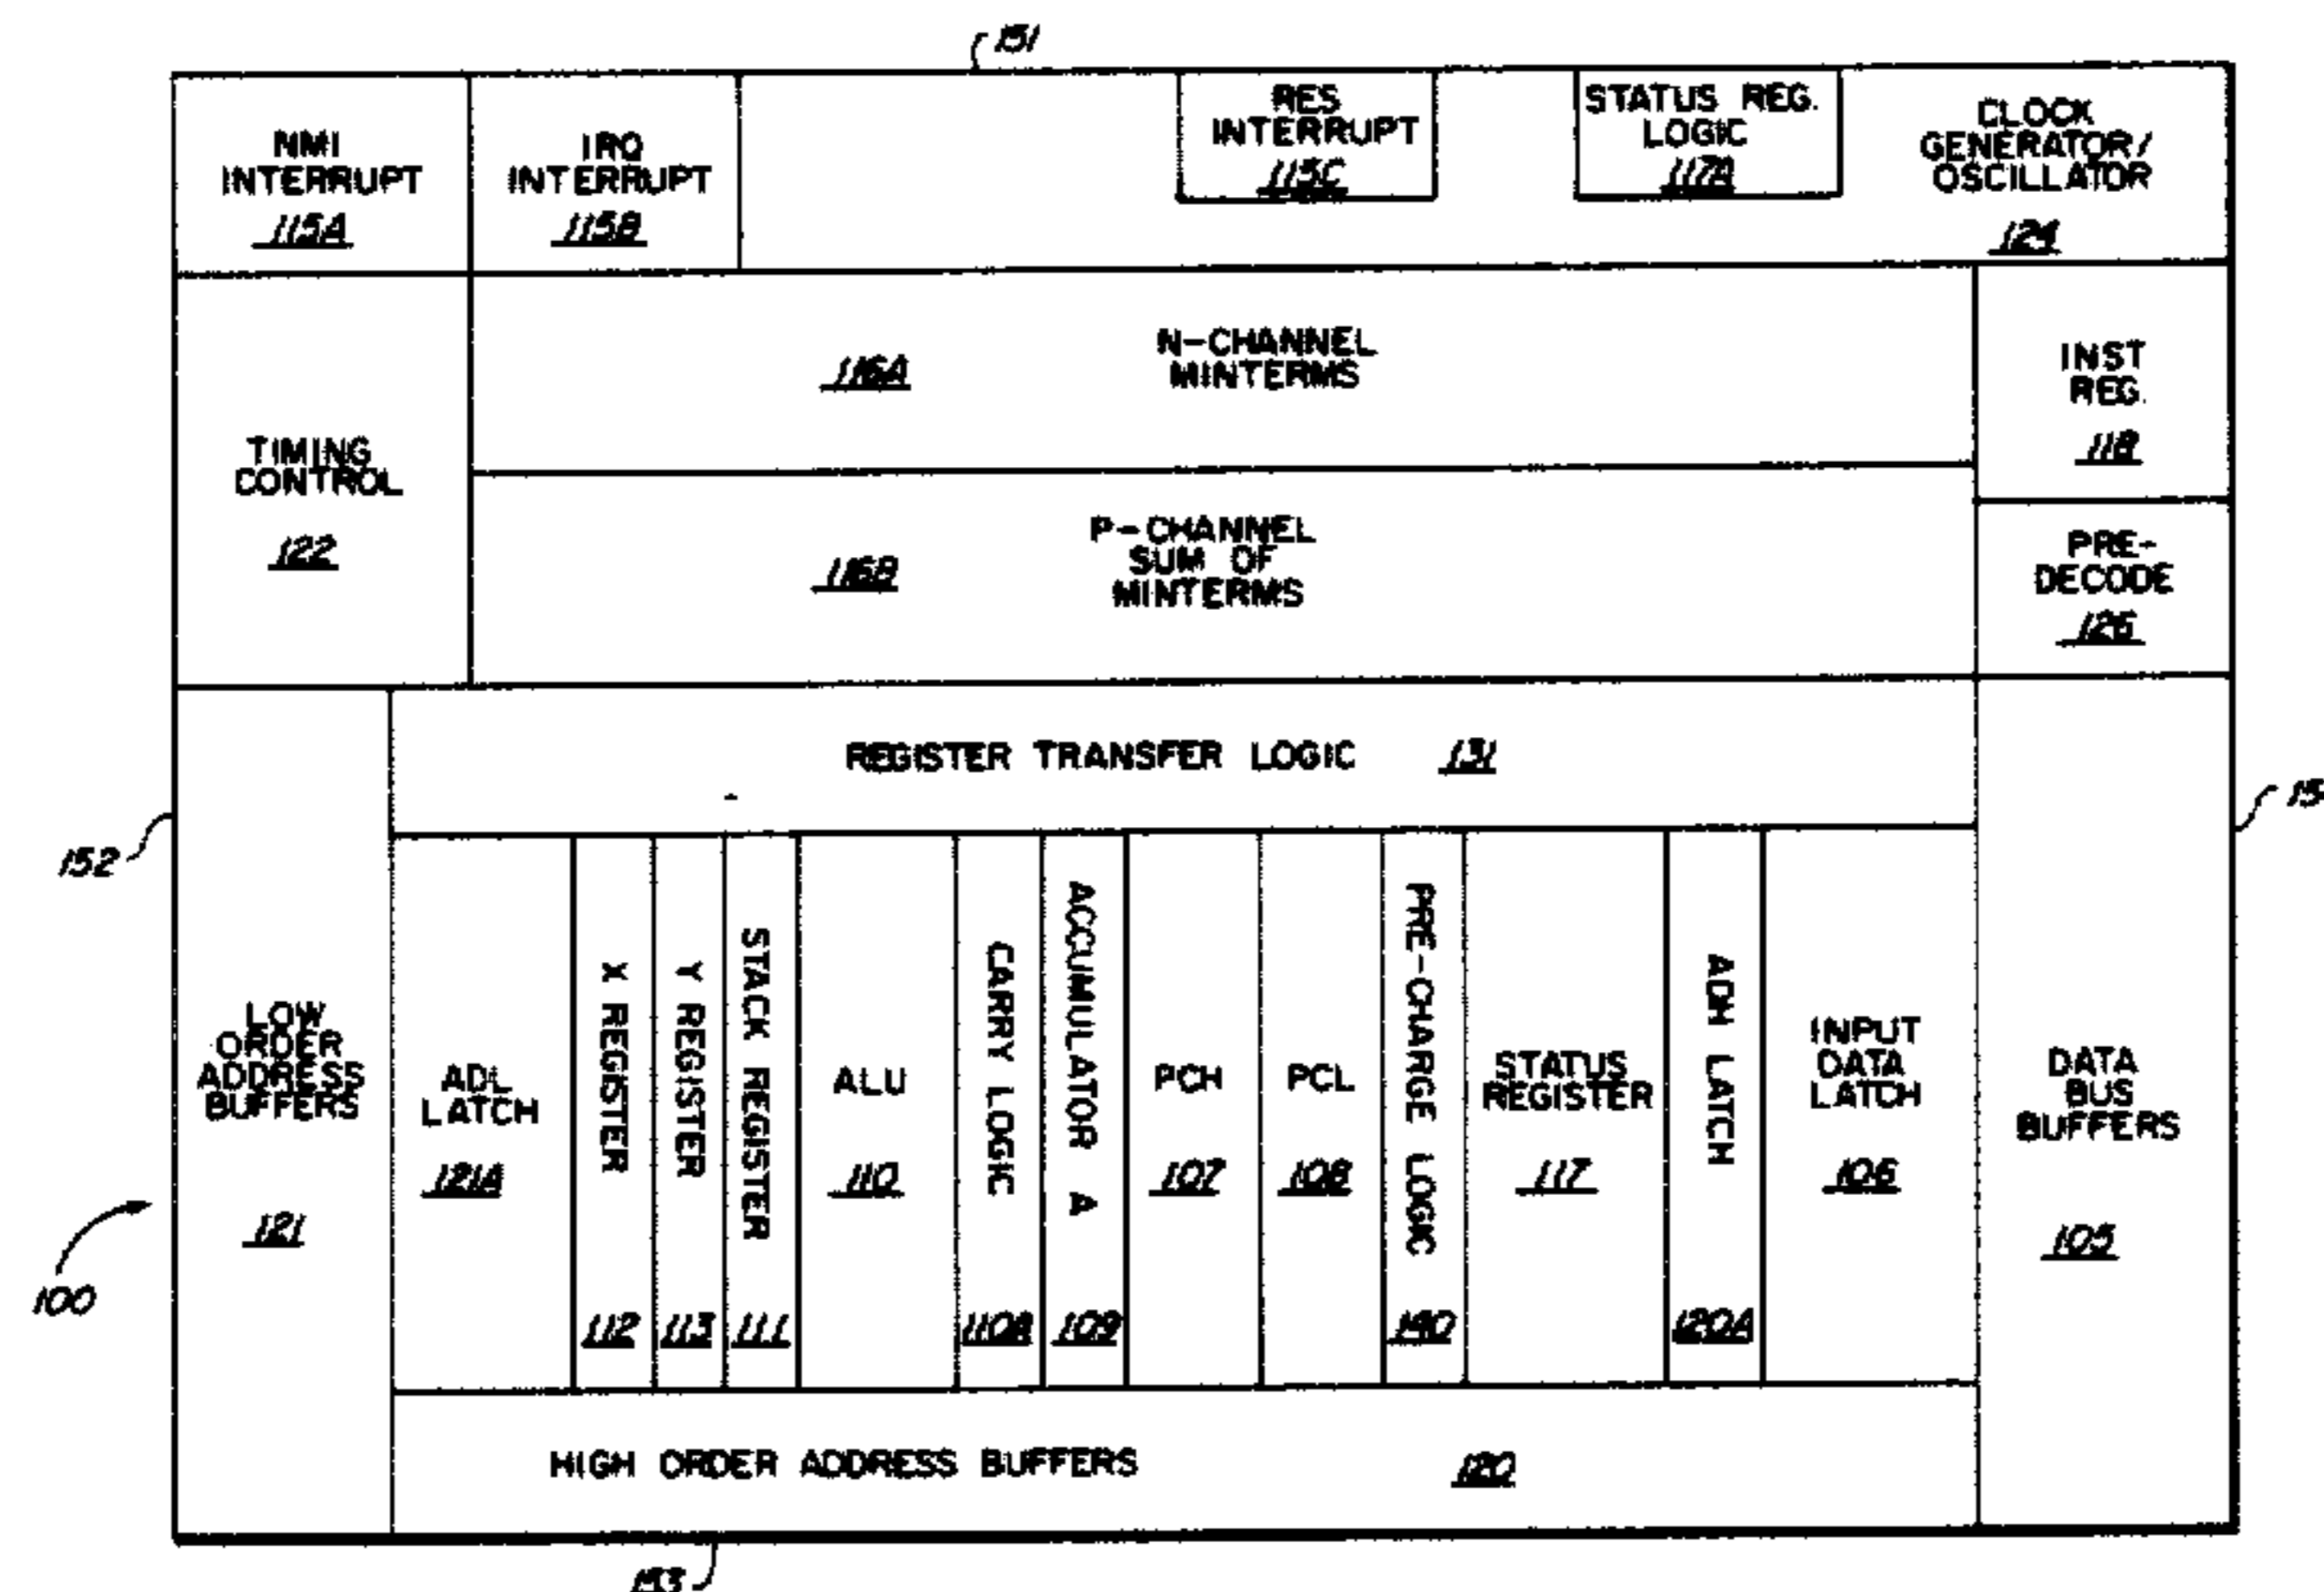 151
NMI
INTERRUPT
115A
IRQ
INTERRUPT
115B
RES
INTERRUPT
115C
STATUS REG.
LOGIC
117A
CLOCK
GENERATOR/
OSCILLATOR
124
TIMING
CONTROL
122
116A
N-CHANNEL
MINTERMS
INST
REG.
118
116B
P-CHANNEL
SUM OF
MINTERMS
PRE-
DECODE
126
REGISTER TRANSFER LOGIC 131
152
LOW
ORDER
ADDRESS
BUFFERS
121
ADL
LATCH
121A
X REGISTER
112
Y REGISTER
113
STACK REGISTER
111
ALU
110
CARRY LOGIC
ACCUMULATOR A
109
PCH
107
PCL
108
PRE-CHARGE LOGIC
140
STATUS
REGISTER
117
ADH LATCH
120A
INPUT
DATA
LATCH
106
DATA
BUS
BUFFERS
105
100
HIGH ORDER ADDRESS BUFFERS 120
153